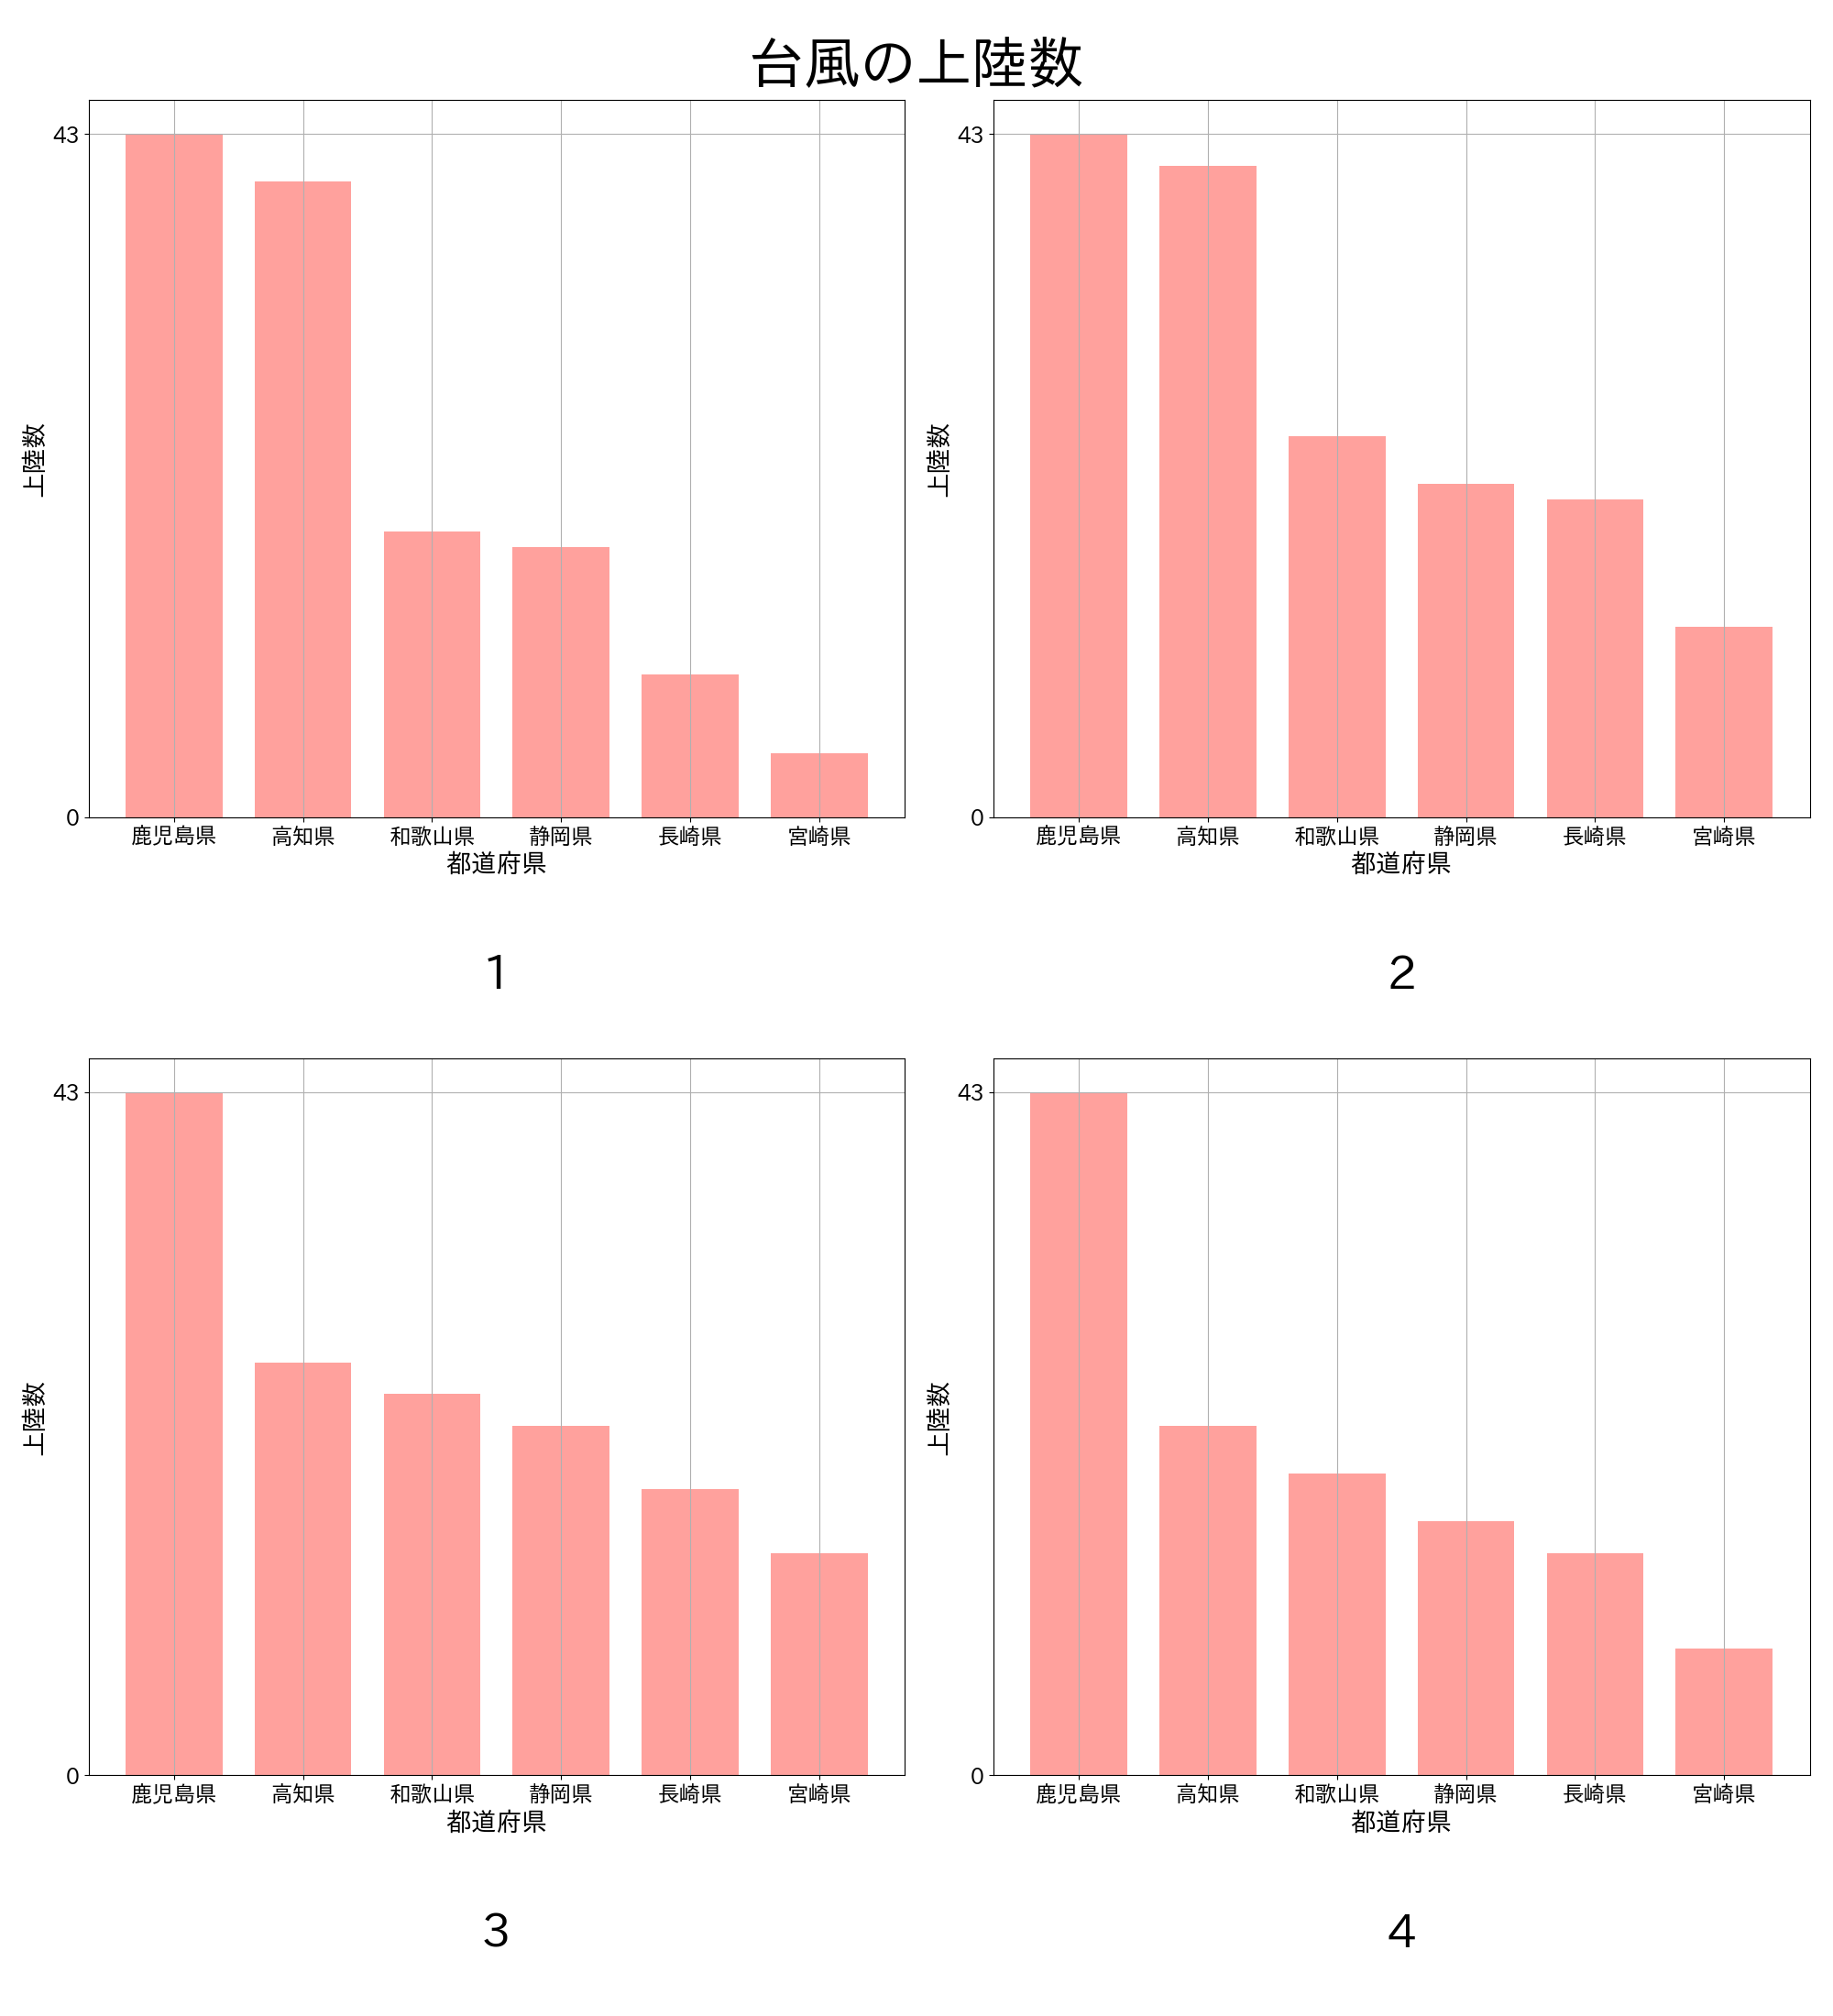 台風の上陸数
43
0
上陸数
鹿児島県 高知県 和歌山県 静岡県 長崎県 宮崎県
都道府県
1
43
0
上陸数
鹿児島県 高知県 和歌山県 静岡県 長崎県 宮崎県
都道府県
2
43
0
上陸数
鹿児島県 高知県 和歌山県 静岡県 長崎県 宮崎県
都道府県
3
43
0
上陸数
鹿児島県 高知県 和歌山県 静岡県 長崎県 宮崎県
都道府県
4